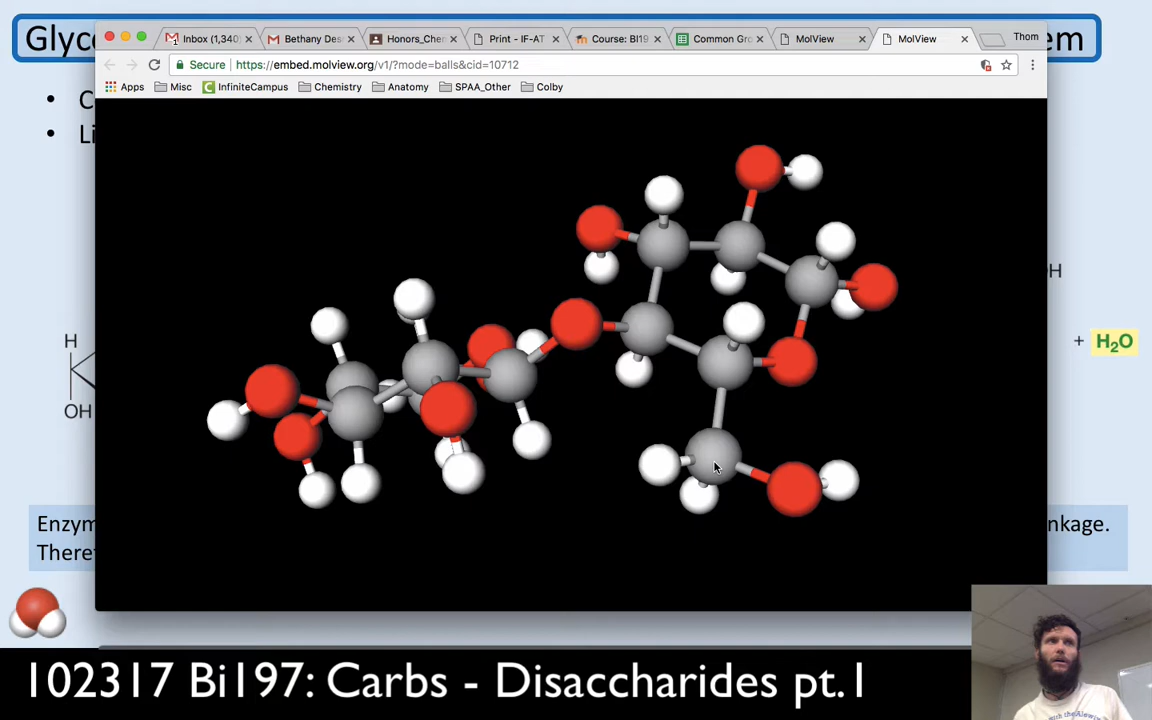 Glyc
em
Inbox (1,340)
Bethany Des
Honors_Chen
Print - IF-AT
Course: BI19
Common Gro
MolView
MolView
Thom
Secure
https://embed.molview.org/v1/?mode=balls&cid=10712
Apps
Misc
InfiniteCampus
Chemistry
Anatomy
SPAA_Other
Colby
• C
• Li
OH
H
OH
+ H₂O
Enzym
nkage.
Theref
102317 Bi197: Carbs - Disaccharides pt.1